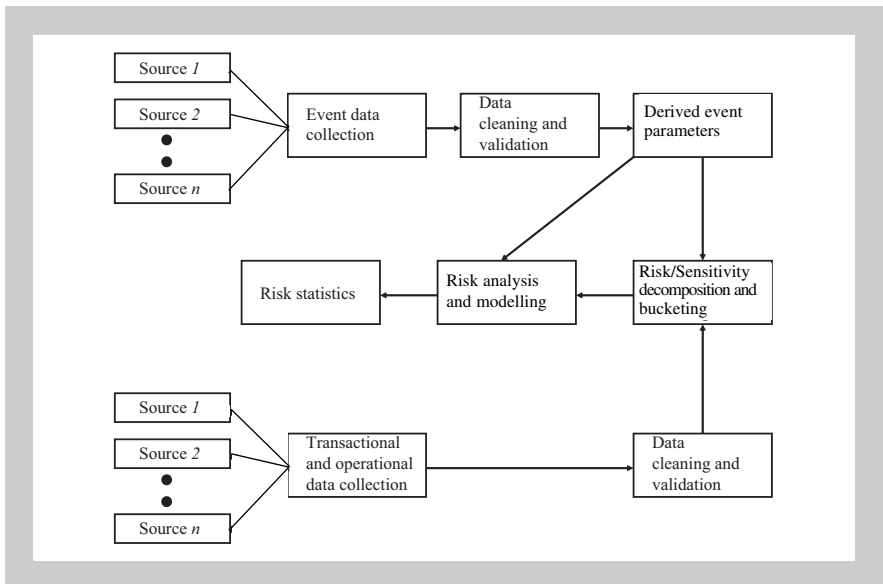 Source 1
Source 2
Source n
Event data
collection
Data
cleaning and
validation
Derived event
parameters
Risk statistics
Risk analysis
and modelling
Risk/Sensitivity
decomposition and
bucketing
Source 1
Source 2
Source n
Transactional
and operational
data collection
Data
cleaning and
validation